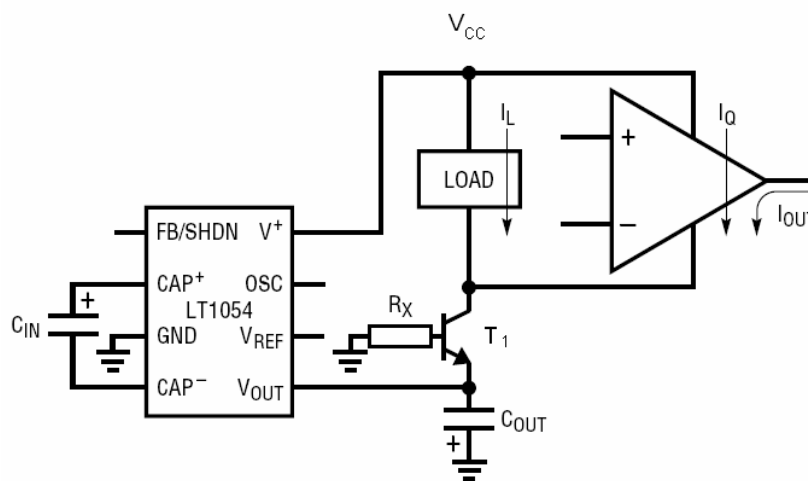 VCC
IL
IQ
+
LOAD
−
IOUT
FB/SHDN V+
CAP+ OSC
+
LT1054
CIN
GND VREF
RX
T1
CAP− VOUT
COUT
+